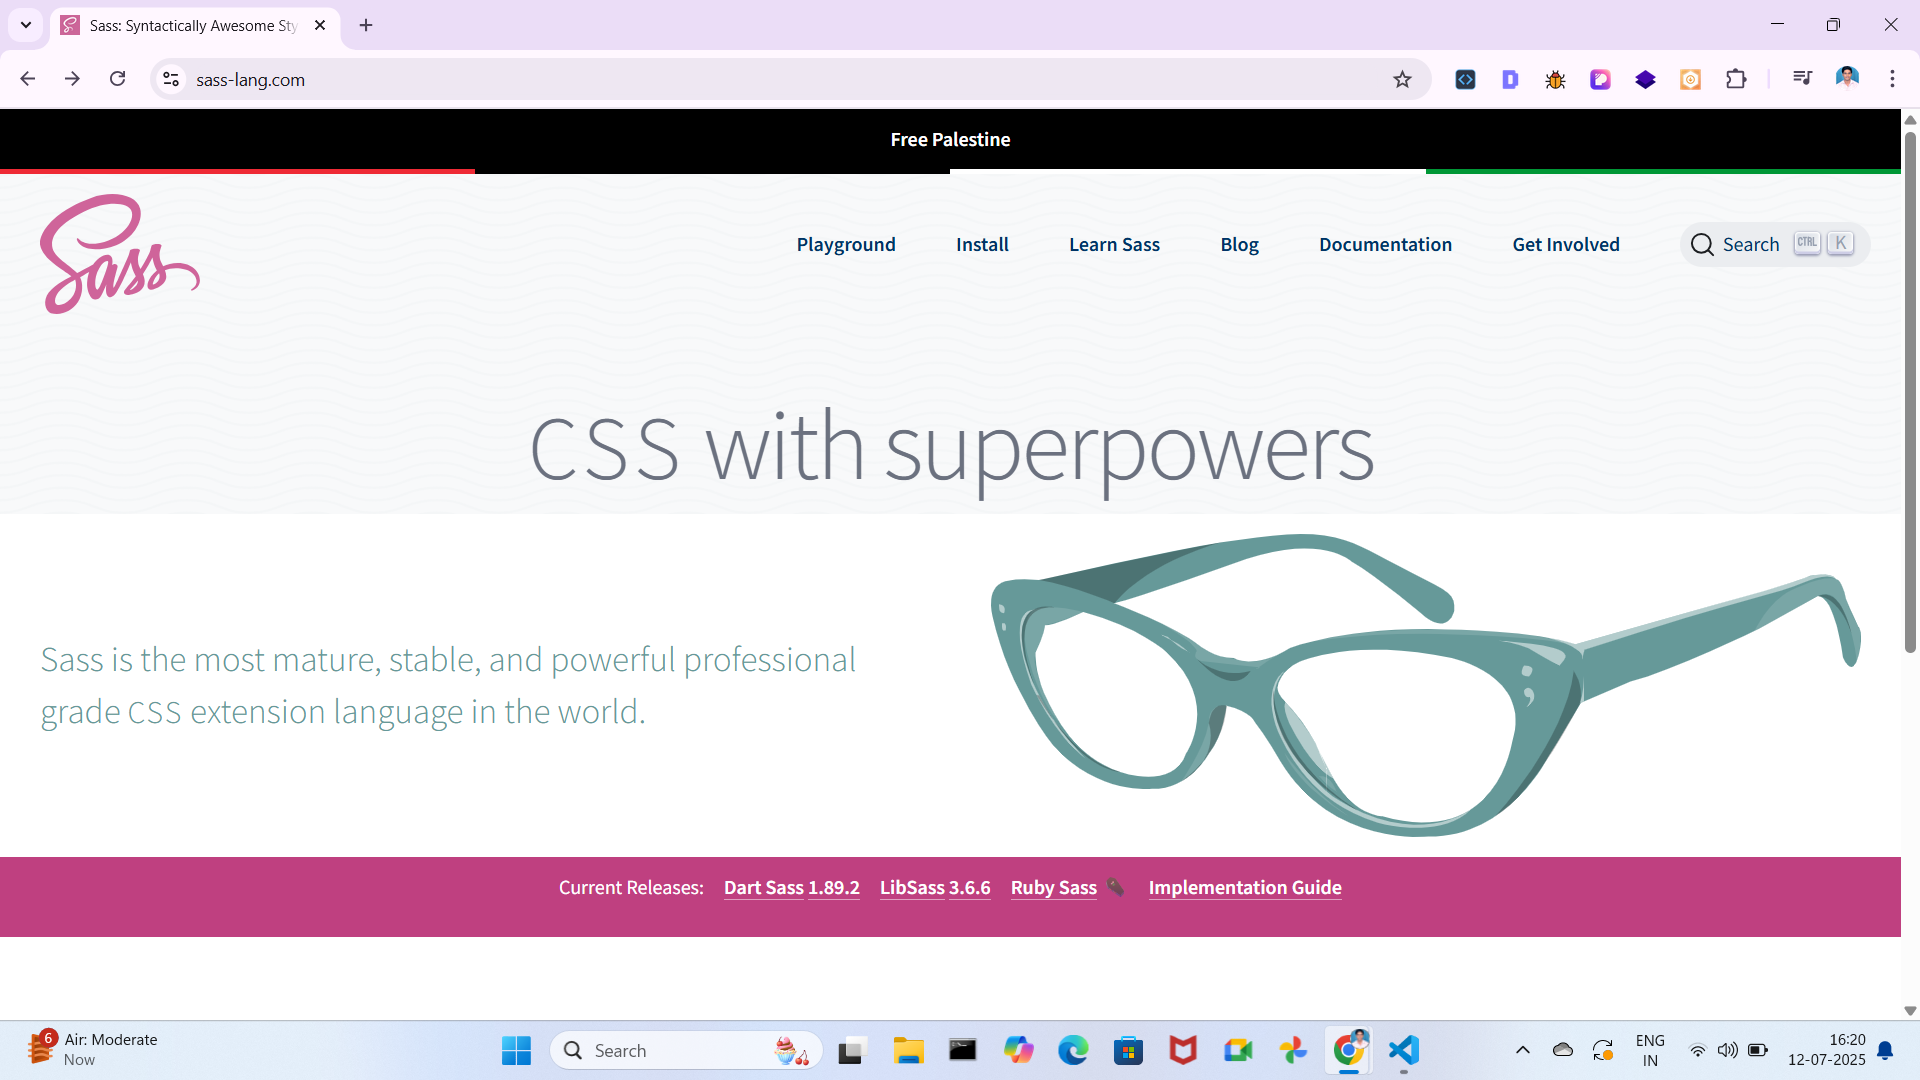 Sass: Syntactically Awesome Sty
sass-lang.com
Free Palestine
Sass
Playground Install Learn Sass Blog Documentation Get Involved Search CTRL K
CSS with superpowers
Sass is the most mature, stable, and powerful professional
grade CSS extension language in the world.
Current Releases: Dart Sass 1.89.2 LibSass 3.6.6 Ruby Sass Implementation Guide
6 Air: Moderate
Now
Search
ENG
IN
16:20
12-07-2025